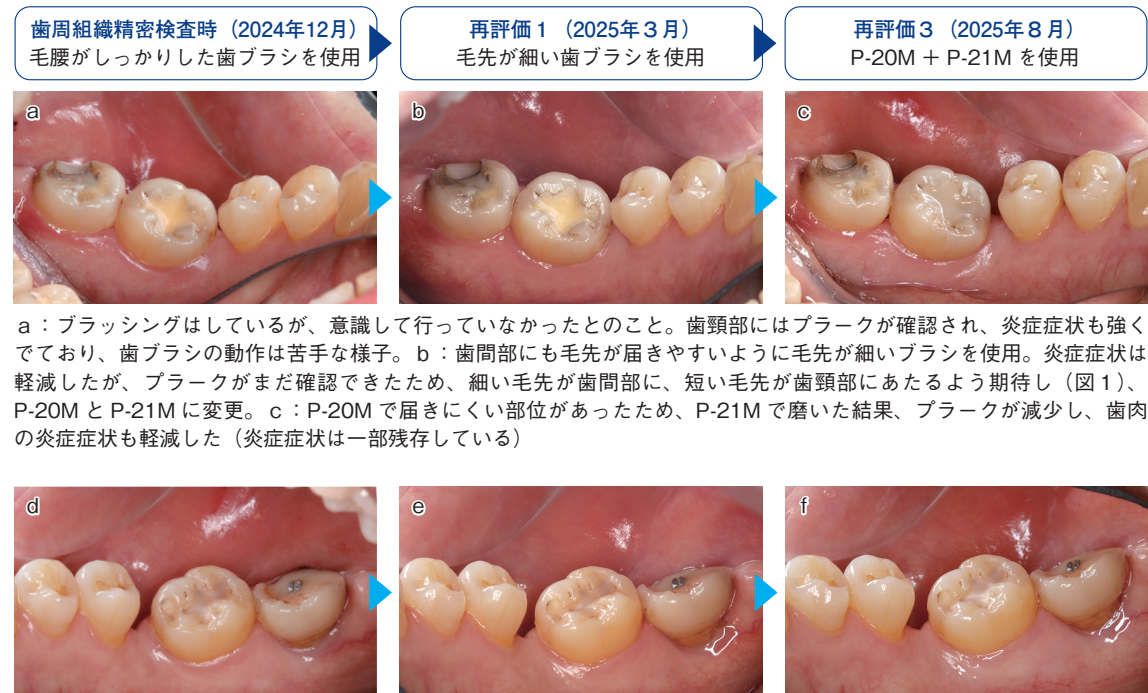 歯周組織精密検査時（2024年12月）
毛腰がしっかりした歯ブラシを使用
再評価1（2025年3月）
毛先が細い歯ブラシを使用
再評価3（2025年8月）
P-20M ＋ P-21M を使用
a
b
c
a：ブラッシングはしているが、意識して行っていなかったとのこと。歯頸部にはプラークが確認され、炎症症状も強く
でており、歯ブラシの動作は苦手な様子。b：歯間部にも毛先が届きやすいように毛先が細いブラシを使用。炎症症状は
軽減したが、プラークがまだ確認できたため、細い毛先が歯間部に、短い毛先が歯頸部にあたるよう期待し（図1）、
P-20M と P-21M に変更。c：P-20M で届きにくい部位があったため、P-21M で磨いた結果、プラークが減少し、歯肉
の炎症症状も軽減した（炎症症状は一部残存している）
d
e
f